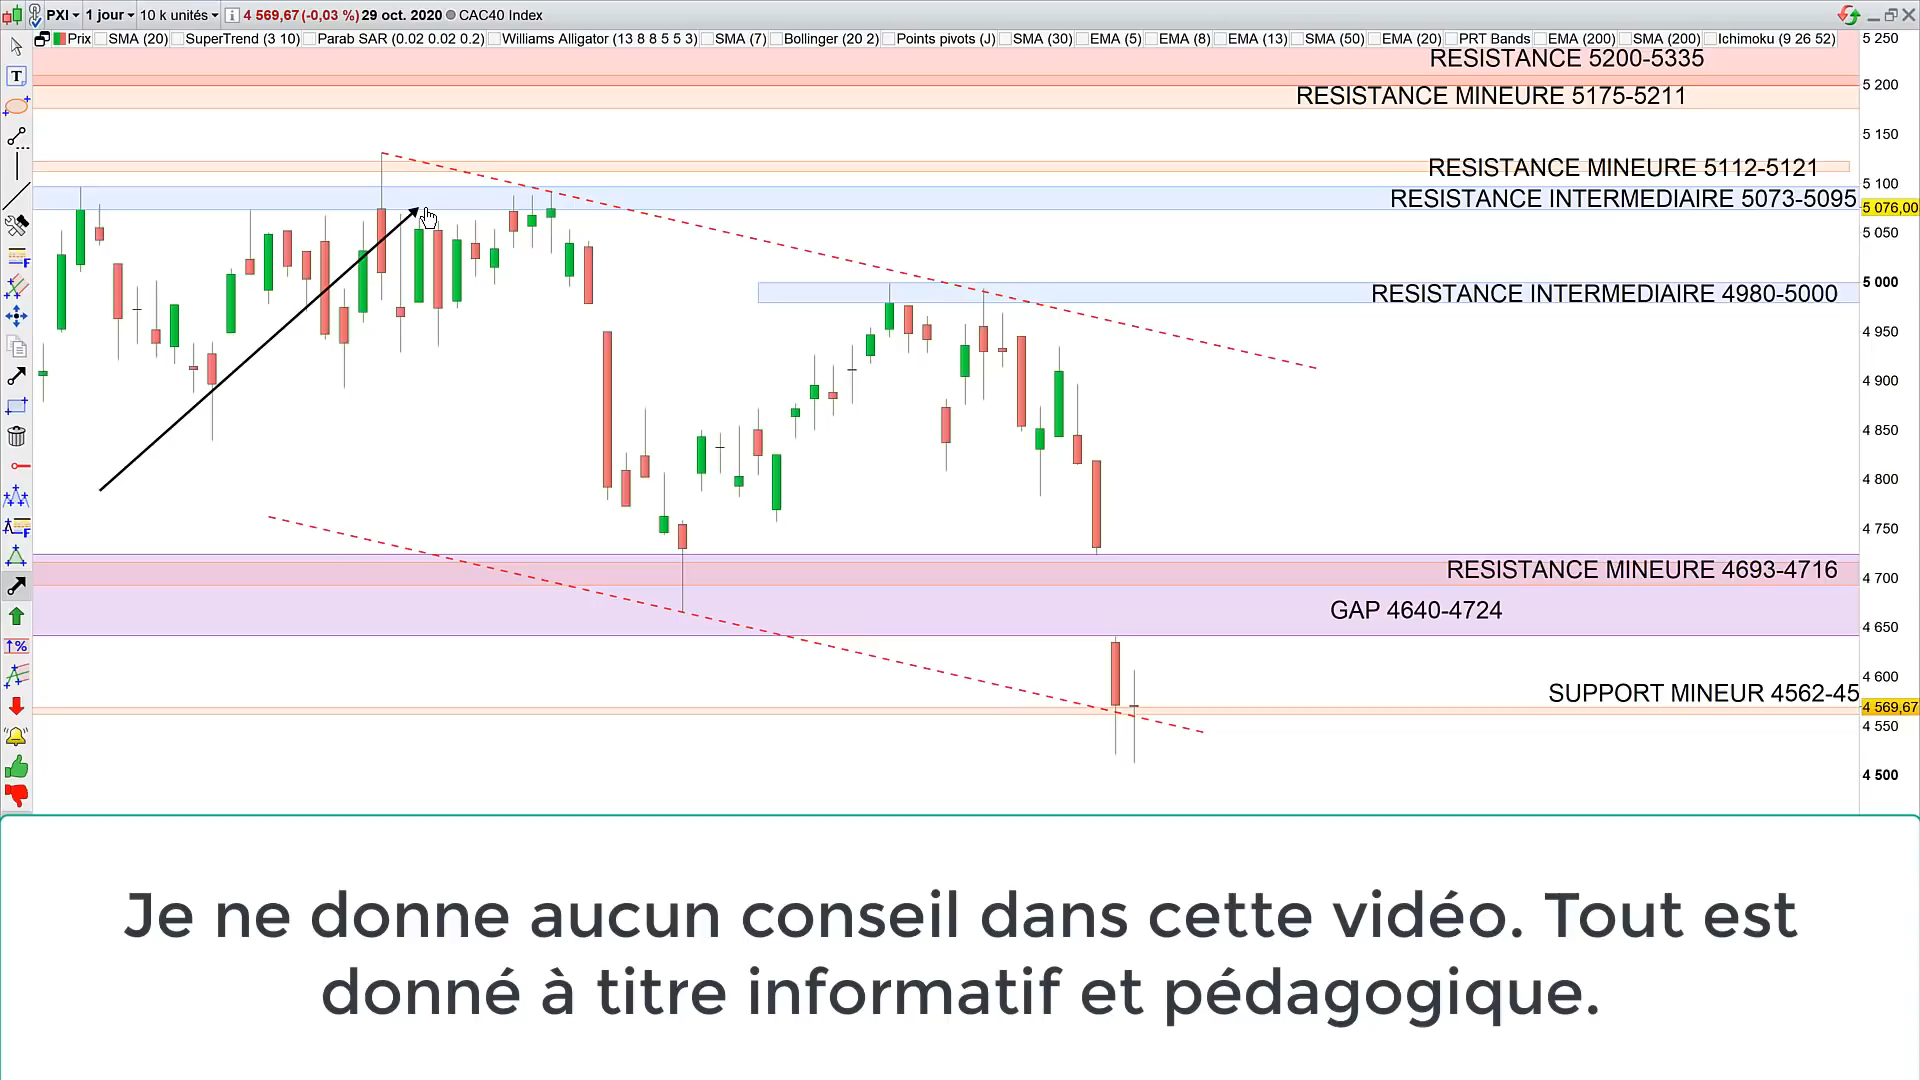 PXI 1 jour 10 k unités 4 569,67 (-0,03 %) 29 oct. 2020 CAC40 Index
Prix SMA (20) SuperTrend (3 10) Parab SAR (0.02 0.02 0.2) Williams Alligator (13 8 8 5 5 3) SMA (7) Bollinger (20 2) Points pivots (J) SMA (30) EMA (5) EMA (8) EMA (13) SMA (50) EMA (20) PRT Bands EMA (200) SMA (200) Ichimoku (9 26 52)
5 250
RESISTANCE 5200-5335
5 200
RESISTANCE MINEURE 5175-5211
5 150
RESISTANCE MINEURE 5112-5121
5 100
RESISTANCE INTERMEDIAIRE 5073-5095
5 076,00
5 050
5 000
RESISTANCE INTERMEDIAIRE 4980-5000
4 950
4 900
4 850
4 800
4 750
RESISTANCE MINEURE 4693-4716
4 700
GAP 4640-4724
4 650
4 600
SUPPORT MINEUR 4562-45
4 569,67
4 550
4 500
Je ne donne aucun conseil dans cette vidéo. Tout est
donné à titre informatif et pédagogique.